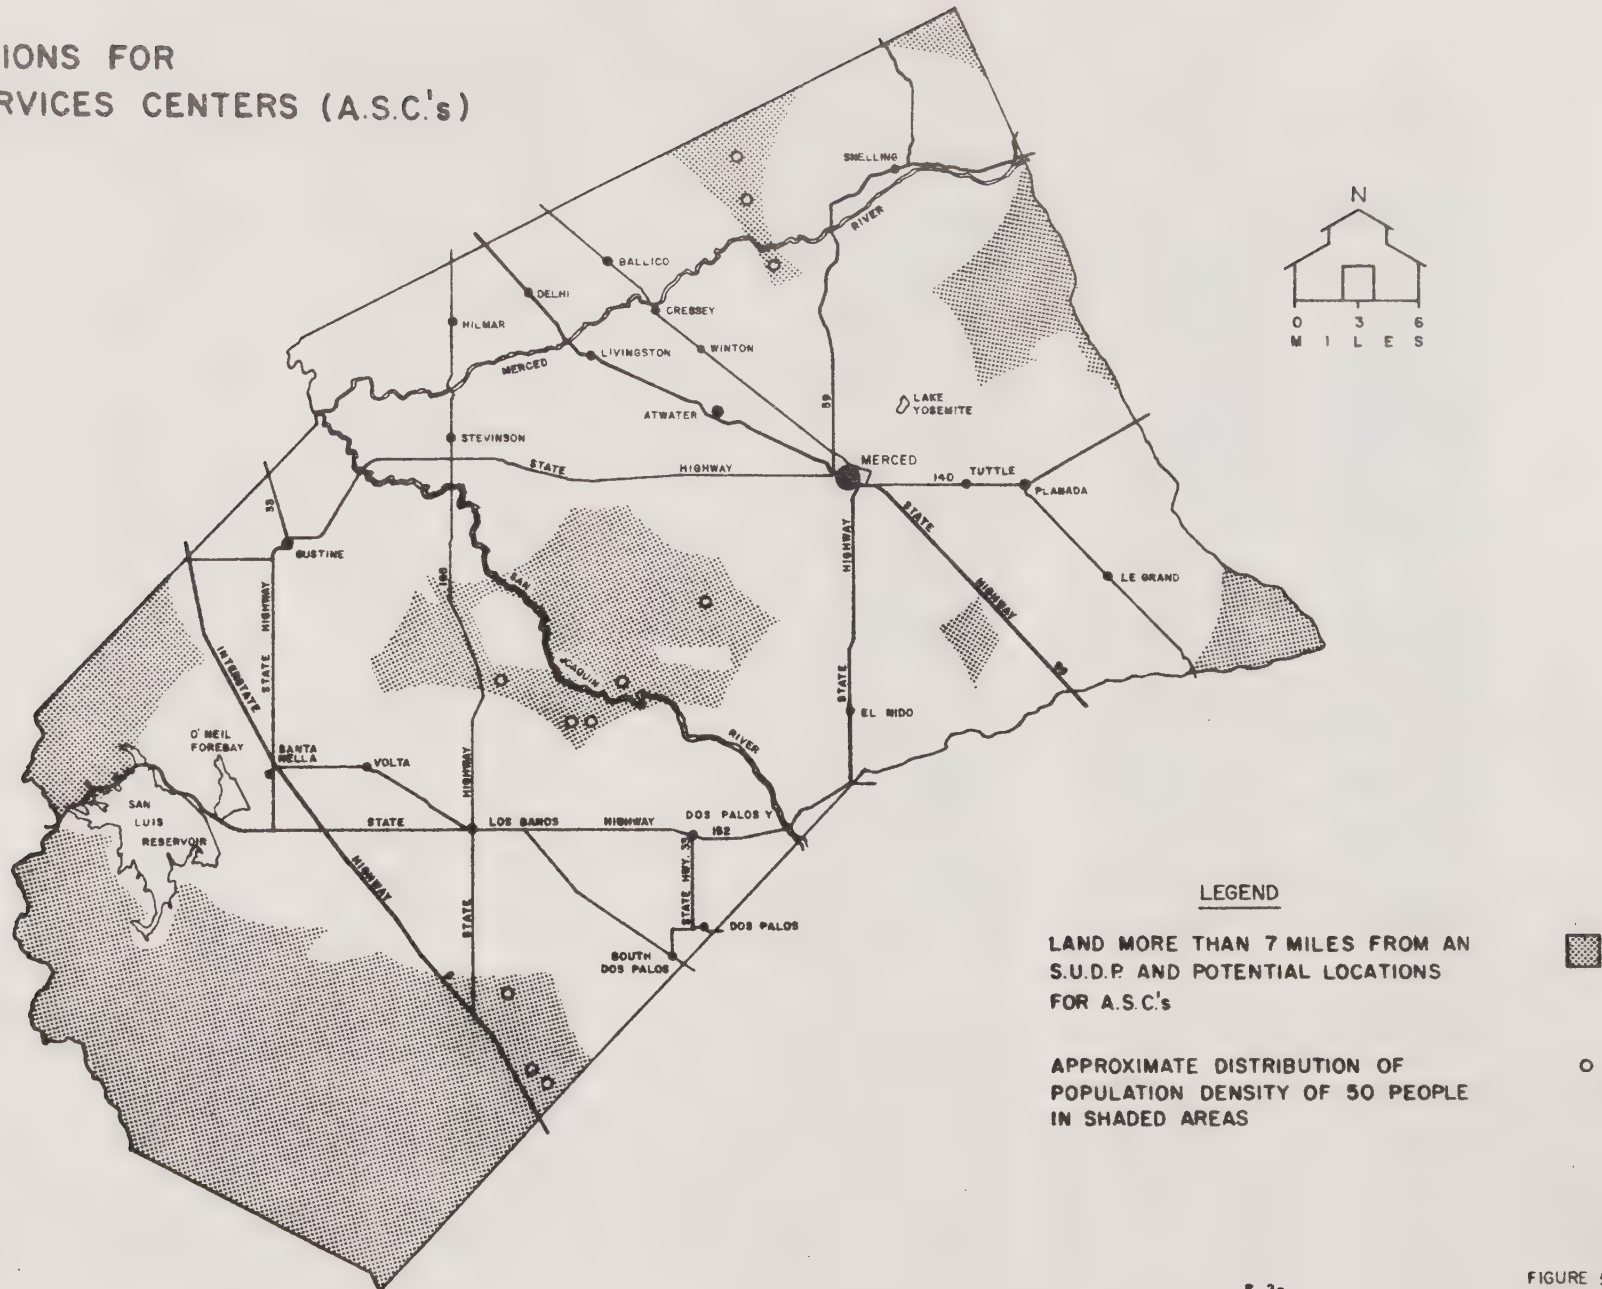 IONS FOR
RVICES CENTERS (A.S.C.'s)
SNELLING
RIVER
BALLICO
DELHI
CRESSEY
HILMAR
WINTON
LIVINGSTON
MERCED
ATWATER
59
LAKE
YOSEMITE
STEVINSON
MERCED
STATE
HIGHWAY
140
TUTTLE
PLANADA
33
GUSTINE
165
SAN
STATE
HIGHWAY
HIGHWAY
LE GRAND
HIGHWAY
STATE
INTERSTATE
JOAQUIN
99
STATE
EL NIDO
O'NEIL
FOREBAY
SANTA
NELLA
VOLTA
RIVER
HIGHWAY
SAN
LUIS
RESERVOIR
STATE
LOS BANOS
HIGHWAY
DOS PALOS Y
152
HIGHWAY
STATE
STATE HWY. 33
DOS PALOS
SOUTH
DOS PALOS
N
0 3 6
M I L E S
LEGEND
LAND MORE THAN 7 MILES FROM AN
S.U.D.P. AND POTENTIAL LOCATIONS
FOR A.S.C.'s
APPROXIMATE DISTRIBUTION OF
POPULATION DENSITY OF 50 PEOPLE
IN SHADED AREAS
FIGURE